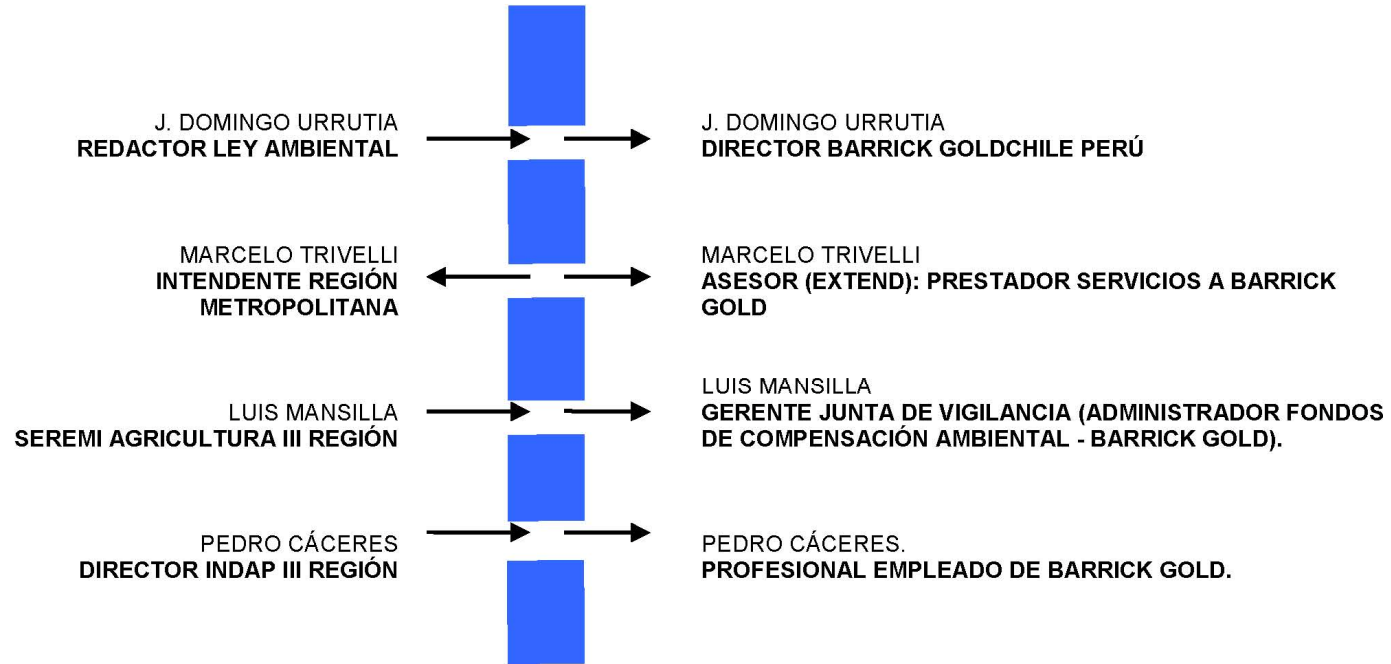 J. DOMINGO URRUTIA
REDACTOR LEY AMBIENTAL
J. DOMINGO URRUTIA
DIRECTOR BARRICK GOLDCHILE PERÚ
MARCELO TRIVELLI
INTENDENTE REGIÓN
METROPOLITANA
MARCELO TRIVELLI
ASESOR (EXTEND): PRESTADOR SERVICIOS A BARRICK
GOLD
LUIS MANSILLA
SEREMI AGRICULTURA III REGIÓN
LUIS MANSILLA
GERENTE JUNTA DE VIGILANCIA (ADMINISTRADOR FONDOS
DE COMPENSACIÓN AMBIENTAL - BARRICK GOLD).
PEDRO CÁCERES
DIRECTOR INDAP III REGIÓN
PEDRO CÁCERES.
PROFESIONAL EMPLEADO DE BARRICK GOLD.